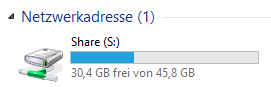 Netzwerkadresse (1)
Share (S:)
30,4 GB frei von 45,8 GB